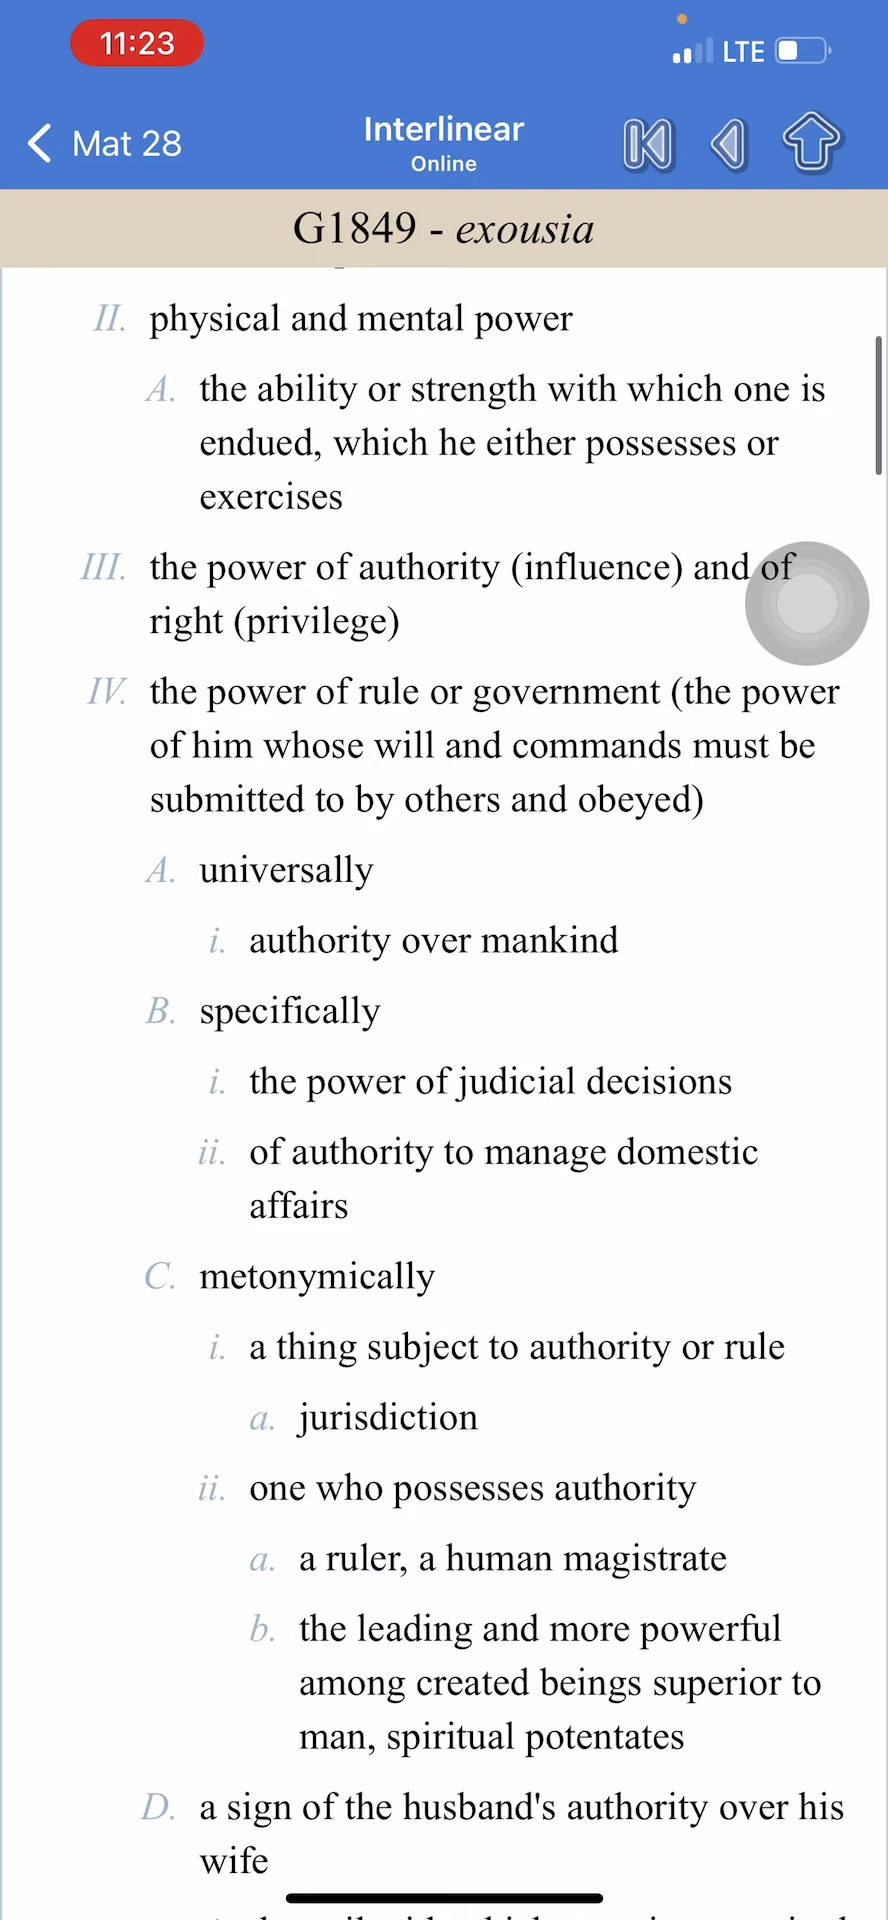 11:23
LTE
Mat 28
Interlinear
Online
G1849 - exousia
II. physical and mental power
A. the ability or strength with which one is
endued, which he either possesses or
exercises
III. the power of authority (influence) and of
right (privilege)
IV. the power of rule or government (the power
of him whose will and commands must be
submitted to by others and obeyed)
A. universally
i. authority over mankind
B. specifically
i. the power of judicial decisions
ii. of authority to manage domestic
affairs
C. metonymically
i. a thing subject to authority or rule
a. jurisdiction
ii. one who possesses authority
a. a ruler, a human magistrate
b. the leading and more powerful
among created beings superior to
man, spiritual potentates
D. a sign of the husband's authority over his
wife